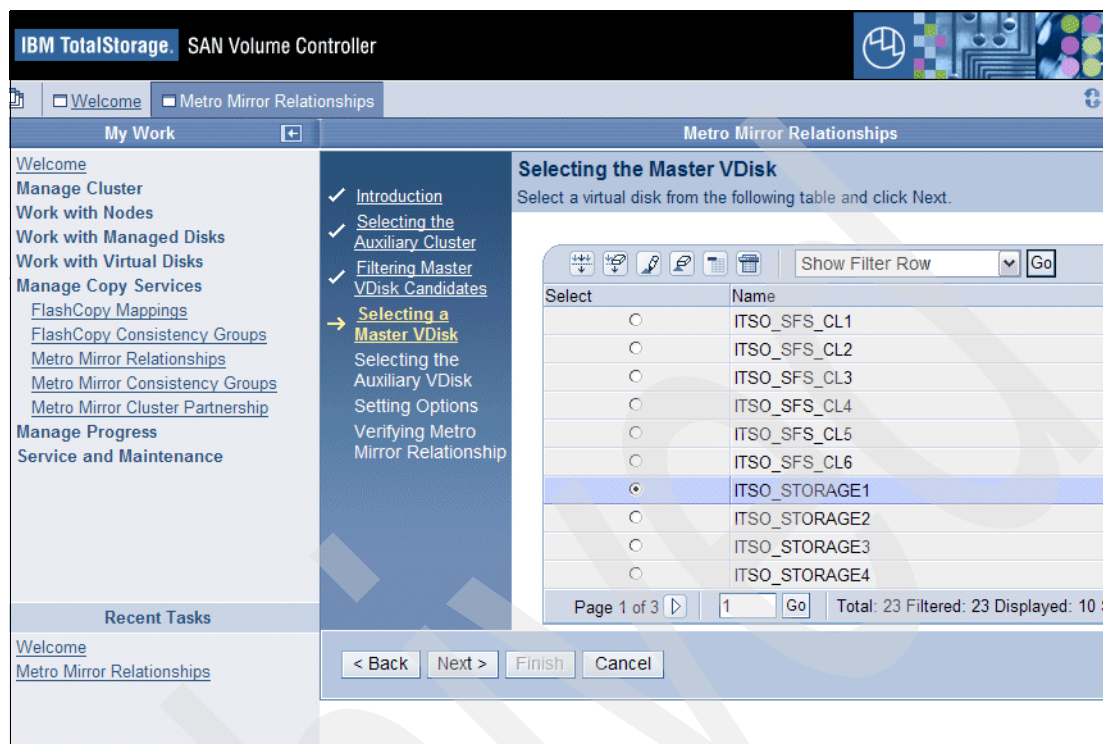 IBM TotalStorage. SAN Volume Controller
Welcome
Metro Mirror Relationships
My Work
Metro Mirror Relationships
Welcome
Manage Cluster
Work with Nodes
Work with Managed Disks
Work with Virtual Disks
Manage Copy Services
FlashCopy Mappings
FlashCopy Consistency Groups
Metro Mirror Relationships
Metro Mirror Consistency Groups
Metro Mirror Cluster Partnership
Manage Progress
Service and Maintenance
Recent Tasks
Welcome
Metro Mirror Relationships
Introduction
Selecting the
Auxiliary Cluster
Filtering Master
VDisk Candidates
Selecting a
Master VDisk
Selecting the
Auxiliary VDisk
Setting Options
Verifying Metro
Mirror Relationship
Selecting the Master VDisk
Select a virtual disk from the following table and click Next.
Show Filter Row Go
Select Name
ITSO_SFS_CL1
ITSO_SFS_CL2
ITSO_SFS_CL3
ITSO_SFS_CL4
ITSO_SFS_CL5
ITSO_SFS_CL6
ITSO_STORAGE1
ITSO_STORAGE2
ITSO_STORAGE3
ITSO_STORAGE4
Page 1 of 3 1 Go Total: 23 Filtered: 23 Displayed: 10
< Back Next > Finish Cancel